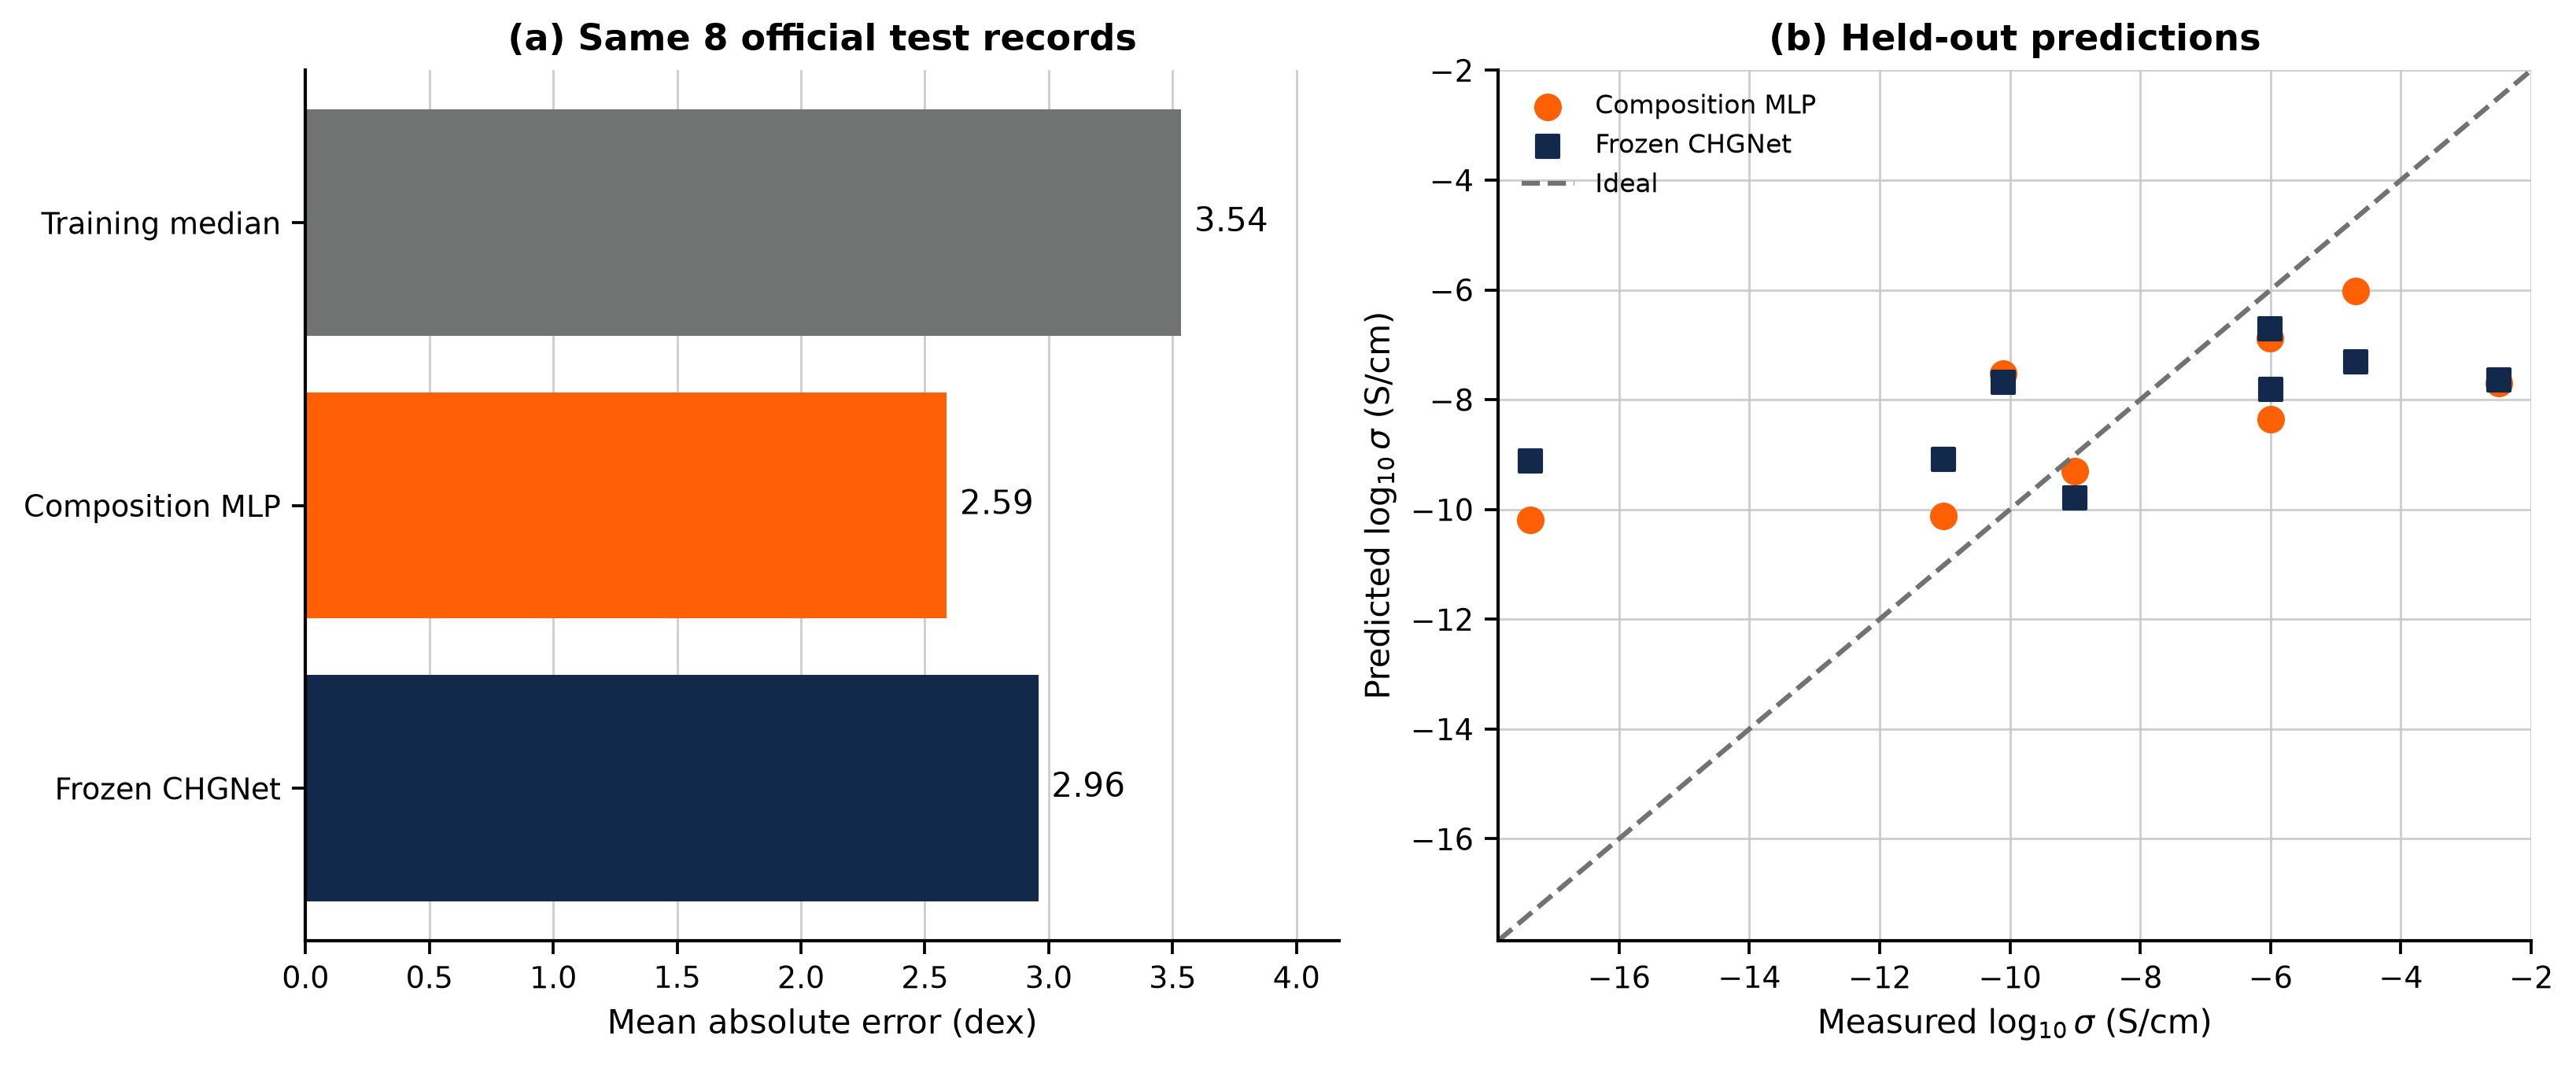 (a) Same 8 official test records
Training median
Composition MLP
Frozen CHGNet
3.54
2.59
2.96
0.0 0.5 1.0 1.5 2.0 2.5 3.0 3.5 4.0
Mean absolute error (dex)
(b) Held-out predictions
Composition MLP
Frozen CHGNet
Ideal
−2
−4
−6
−8
−10
−12
−14
−16
Predicted log₁₀ σ (S/cm)
−16 −14 −12 −10 −8 −6 −4 −2
Measured log₁₀ σ (S/cm)